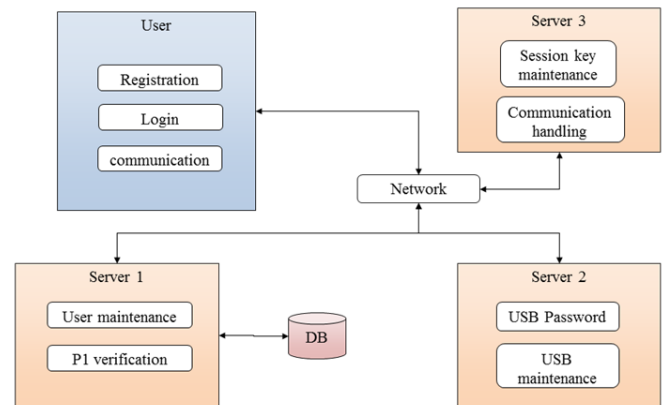 User
Registration
Login
communication
Server 3
Session key
maintenance
Communication
handling
Network
Server 1
User maintenance
P1 verification
DB
Server 2
USB Password
USB
maintenance